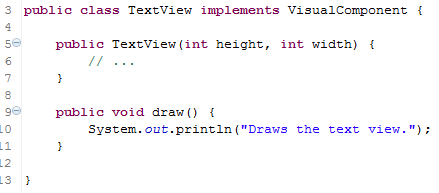 3 public class TextView implements VisualComponent {
4
5 public TextView(int height, int width) {
6 // ...
7 }
8
9 public void draw() {
10 System.out.println("Draws the text view.");
11 }
12
13 }